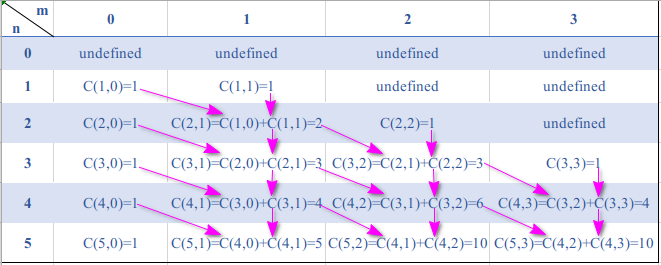 m
n
0 1 2 3
0 undefined undefined undefined undefined
1 C(1,0)=1 C(1,1)=1 undefined undefined
2 C(2,0)=1 C(2,1)=C(1,0)+C(1,1)=2 C(2,2)=1 undefined
3 C(3,0)=1 C(3,1)=C(2,0)+C(2,1)=3 C(3,2)=C(2,1)+C(2,2)=3 C(3,3)=1
4 C(4,0)=1 C(4,1)=C(3,0)+C(3,1)=4 C(4,2)=C(3,1)+C(3,2)=6 C(4,3)=C(3,2)+C(3,3)=4
5 C(5,0)=1 C(5,1)=C(4,0)+C(4,1)=5 C(5,2)=C(4,1)+C(4,2)=10 C(5,3)=C(4,2)+C(4,3)=10